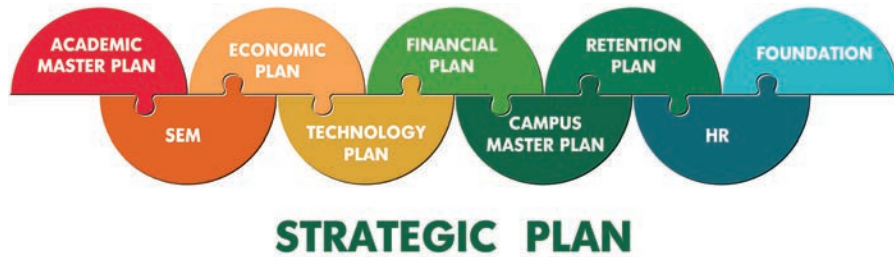 ACADEMIC
MASTER PLAN
ECONOMIC
PLAN
FINANCIAL
PLAN
RETENTION
PLAN
FOUNDATION
SEM
TECHNOLOGY
PLAN
CAMPUS
MASTER PLAN
HR
STRATEGIC PLAN